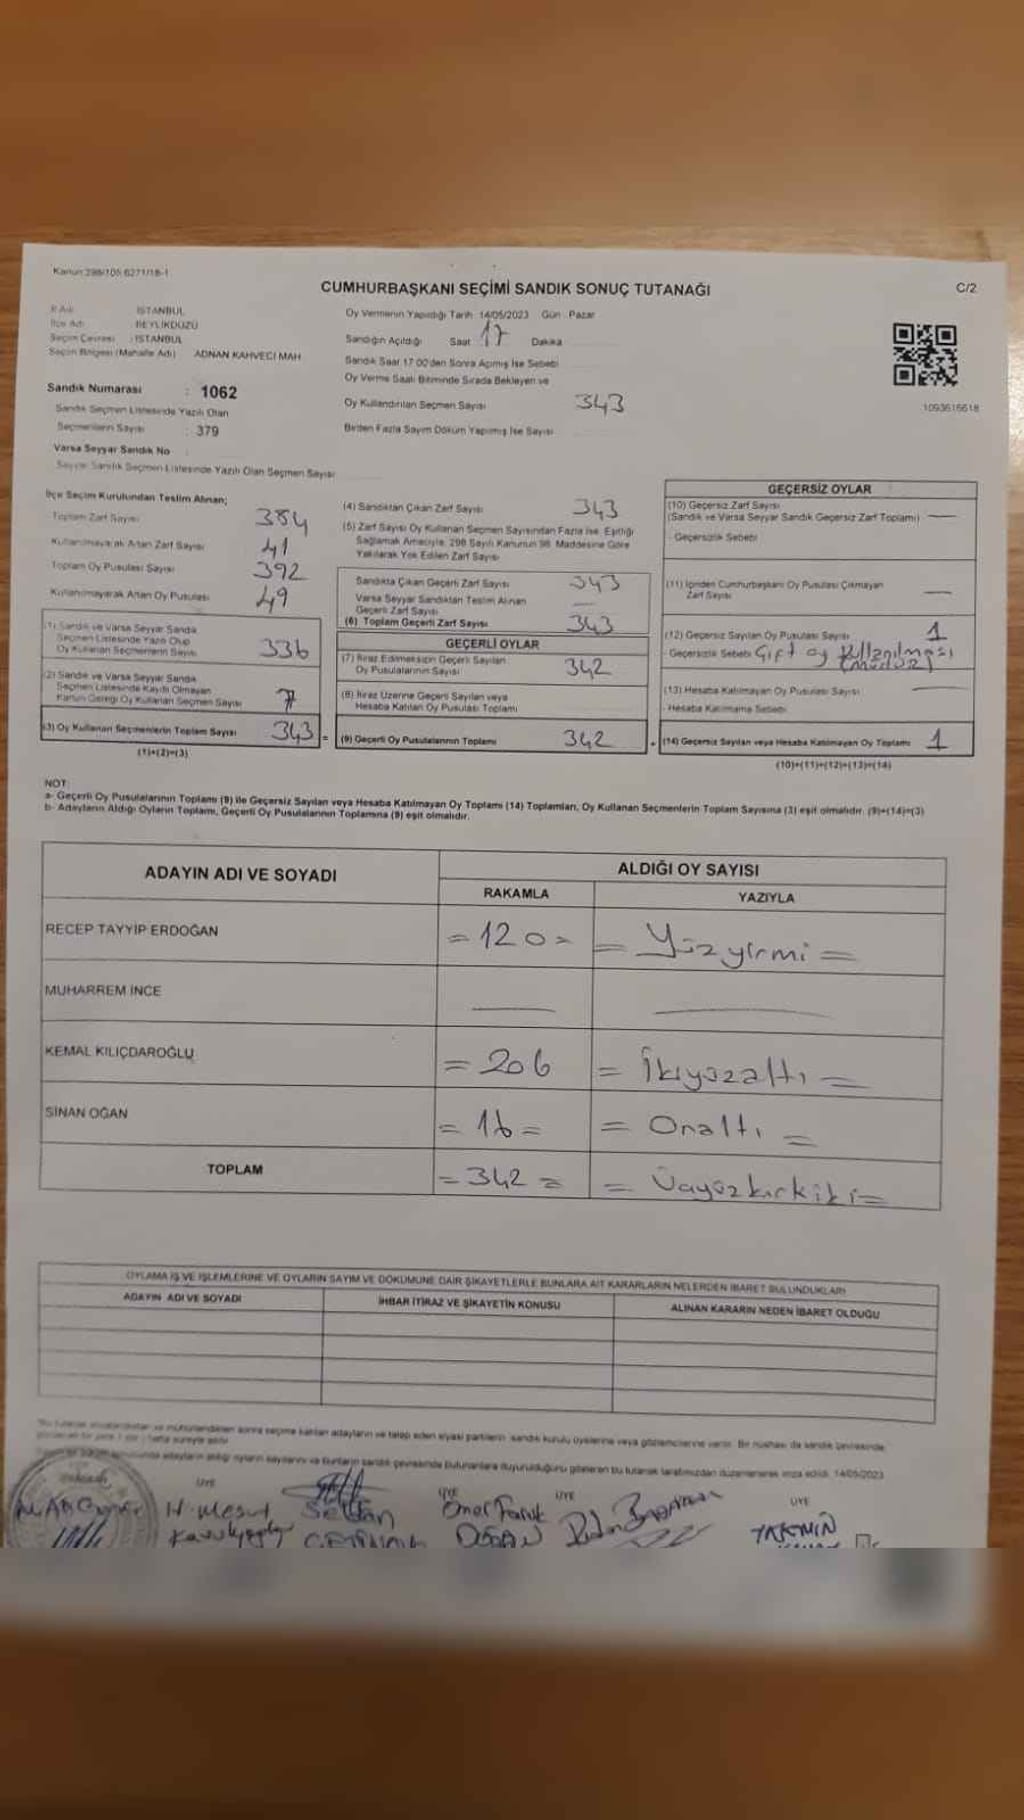 Kanun:298/105 6271/18-1
CUMHURBAŞKANI SEÇİMİ SANDIK SONUÇ TUTANAĞI
C/2
İl Adı : İSTANBUL
İlçe Adı : BEYLİKDÜZÜ
Seçim Çevresi : İSTANBUL
Seçim Bölgesi (Mahalle Adı) ADNAN KAHVECİ MAH
Sandık Numarası : 1062
Sandık Seçmen Listesinde Yazılı Olan
Seçmenlerin Sayısı : 379
Varsa Seyyar Sandık No
Seyyar Sandık Seçmen Listesinde Yazılı Olan Seçmen Sayısı
Oy Vermenin Yapıldığı Tarih 14/05/2023 Gün Pazar
Sandığın Açıldığı Saat 17 Dakika
Sandık Saat 17:00'den Sonra Açılmış İse Sebebi
Oy Verme Saati Bitiminde Sırada Bekleyen ve
Oy Kullandırılan Seçmen Sayısı 343
Birden Fazla Sayım Döküm Yapılmış İse Sayısı
1093615618
İlçe Seçim Kurulundan Teslim Alınan;
Toplam Zarf Sayısı 384
Kullanılmayarak Artan Zarf Sayısı 41
Toplam Oy Pusulası Sayısı 392
Kullanılmayarak Artan Oy Pusulası 49
(1) Sandık ve Varsa Seyyar Sandık
Seçmen Listesinde Yazılı Olup
Oy Kullanan Seçmenlerin Sayısı 336
(2) Sandık ve Varsa Seyyar Sandık
Seçmen Listesinde Kayıtlı Olmayan
Kanun Gereği Oy Kullanan Seçmen Sayısı 7
(3) Oy Kullanan Seçmenlerin Toplam Sayısı 343 =
(1)+(2)=(3)
(4) Sandıktan Çıkan Zarf Sayısı 343
(5) Zarf Sayısı Oy Kullanan Seçmen Sayısından Fazla İse, Eşitliği
Sağlamak Amacıyla, 298 Sayılı Kanunun 98. Maddesine Göre
Yakılarak Yok Edilen Zarf Sayısı
Sandıkta Çıkan Geçerli Zarf Sayısı 343
Varsa Seyyar Sandıktan Teslim Alınan
Geçerli Zarf Sayısı —
(6) Toplam Geçerli Zarf Sayısı 343
GEÇERLİ OYLAR
(7) İtiraz Edilmeksizin Geçerli Sayılan
Oy Pusulalarının Sayısı 342
(8) İtiraz Üzerine Geçerli Sayılan veya
Hesaba Katılan Oy Pusulası Toplamı
(9) Geçerli Oy Pusulalarının Toplamı 342 +
GEÇERSİZ OYLAR
(10) Geçersiz Zarf Sayısı
(Sandık ve Varsa Seyyar Sandık Geçersiz Zarf Toplamı) —
Geçersizlik Sebebi
(11) İçinden Cumhurbaşkanı Oy Pusulası Çıkmayan
Zarf Sayısı —
(12) Geçersiz Sayılan Oy Pusulası Sayısı 1
Geçersizlik Sebebi Çift oy kullanılması
(13) Hesaba Katılmayan Oy Pusulası Sayısı —
Hesaba Katılmama Sebebi
(14) Geçersiz Sayılan veya Hesaba Katılmayan Oy Toplamı 1
(10)+(11)+(12)+(13)=(14)
NOT:
a- Geçerli Oy Pusulalarının Toplamı (9) ile Geçersiz Sayılan veya Hesaba Katılmayan Oy Toplamı (14) Toplamları, Oy Kullanan Seçmenlerin Toplam Sayısına (3) eşit olmalıdır. (9)+(14)=(3)
b- Adayların Aldığı Oyların Toplamı, Geçerli Oy Pusulalarının Toplamına (9) eşit olmalıdır.
ADAYIN ADI VE SOYADI
ALDIĞI OY SAYISI
RAKAMLA YAZIYLA
RECEP TAYYİP ERDOĞAN = 120 = = Yüzyirmi =
MUHARREM İNCE — —
KEMAL KILIÇDAROĞLU = 206 = İkiyüzaltı =
SİNAN OĞAN = 16 = = Onaltı =
TOPLAM = 342 = = Üçyüzkırkiki =
OYLAMA İŞ VE İŞLEMLERİNE VE OYLARIN SAYIM VE DÖKÜMÜNE DAİR ŞİKAYETLERLE BUNLARA AİT KARARLARIN NELERDEN İBARET BULUNDUKLARI
ADAYIN ADI VE SOYADI İHBAR İTİRAZ VE ŞİKAYETİN KONUSU ALINAN KARARIN NEDEN İBARET OLDUĞU
ÜYE ÜYE ÜYE ÜYE
H. Mesut Seltan Ömer Faruk
DOĞAN
YASEMİN